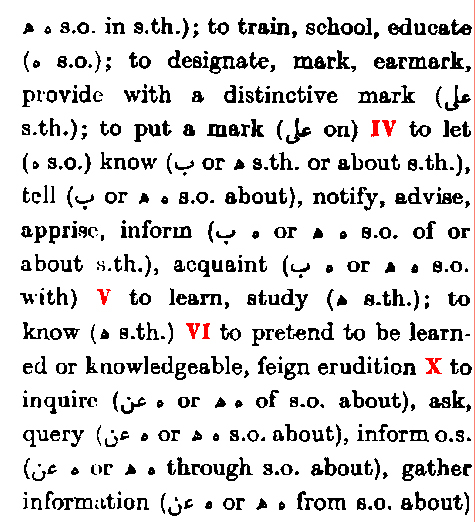 ه ه s.o. in s.th.); to train, school, educate
(ه s.o.); to designate, mark, earmark,
provide with a distinctive mark (على
s.th.); to put a mark (على on) IV to let
(ه s.o.) know (ب or ه s.th. or about s.th.),
tell (ب or ه ه s.o. about), notify, advise,
apprise, inform (ب ه or ه ه s.o. of or
about s.th.), acquaint (ب ه or ه ه s.o.
with) V to learn, study (ه s.th.); to
know (ه s.th.) VI to pretend to be learn-
ed or knowledgeable, feign erudition X to
inquire (عن ه or ه ه of s.o. about), ask,
query (عن ه or ه ه s.o. about), inform o.s.
(عن ه or ه ه through s.o. about), gather
information (عن ه or ه ه from s.o. about)